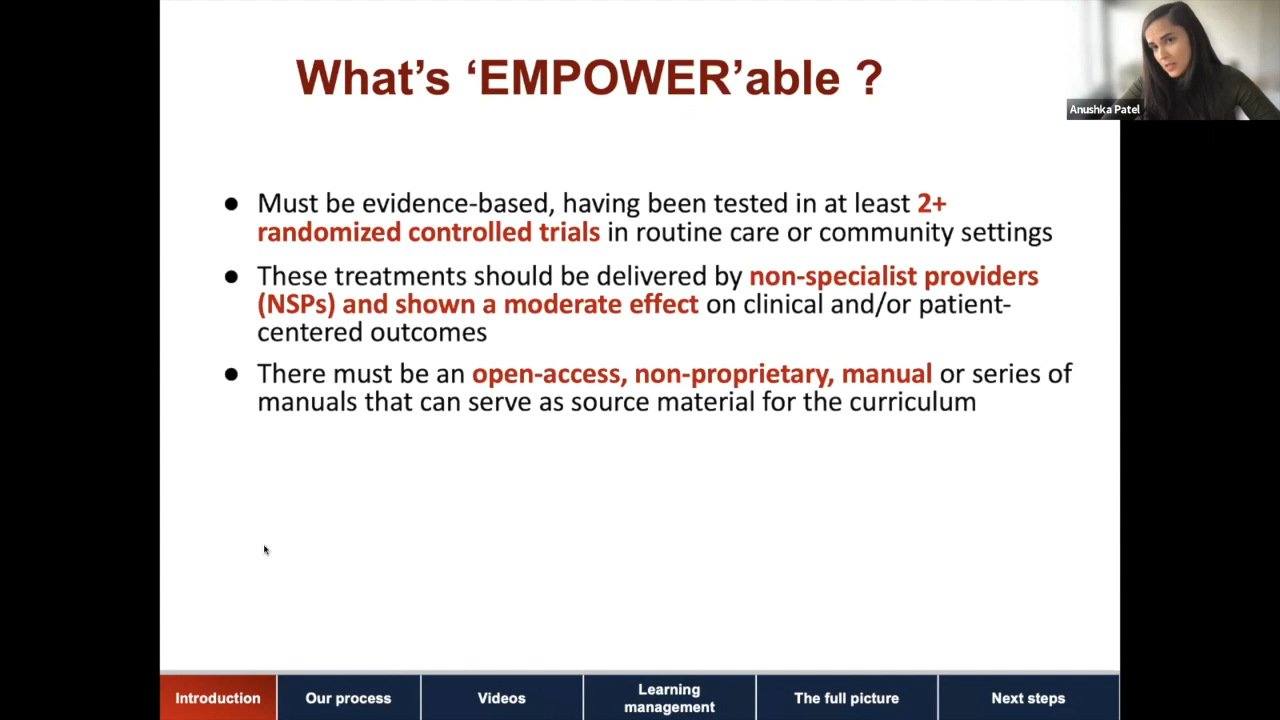 What's ‘EMPOWER’able ?
Anushka Patel
● Must be evidence-based, having been tested in at least 2+
randomized controlled trials in routine care or community settings
● These treatments should be delivered by non-specialist providers
(NSPs) and shown a moderate effect on clinical and/or patient-
centered outcomes
● There must be an open-access, non-proprietary, manual or series of
manuals that can serve as source material for the curriculum
Introduction
Our process
Videos
Learning
management
The full picture
Next steps